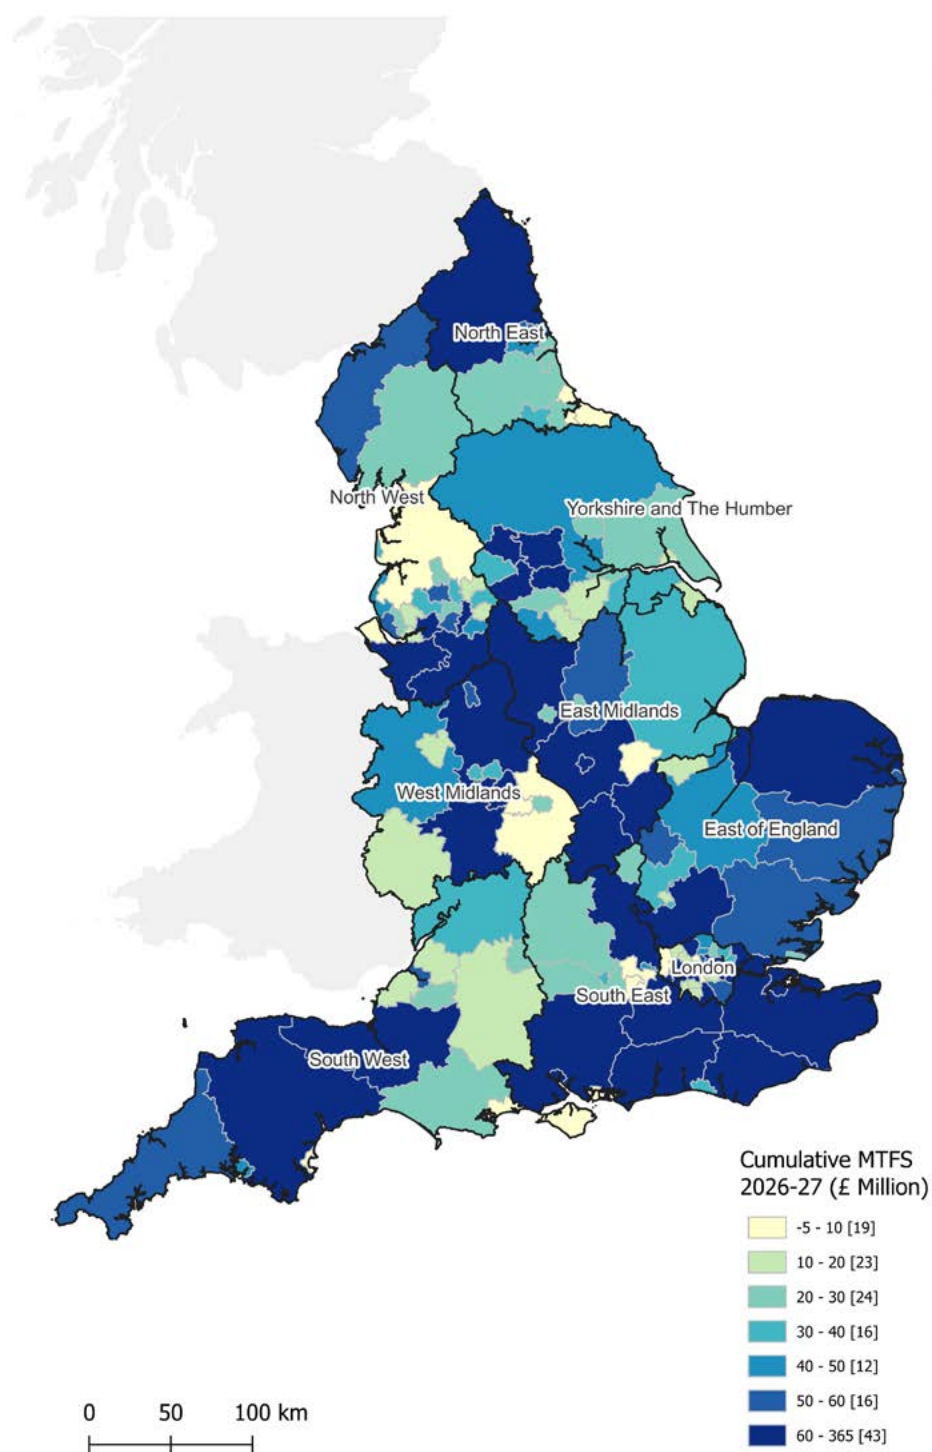 North East
North West
Yorkshire and The Humber
East Midlands
West Midlands
East of England
London
South East
South West
Cumulative MTFS
2026-27 (£ Million)
-5 - 10 [19]
10 - 20 [23]
20 - 30 [24]
30 - 40 [16]
40 - 50 [12]
50 - 60 [16]
60 - 365 [43]
0 50 100 km